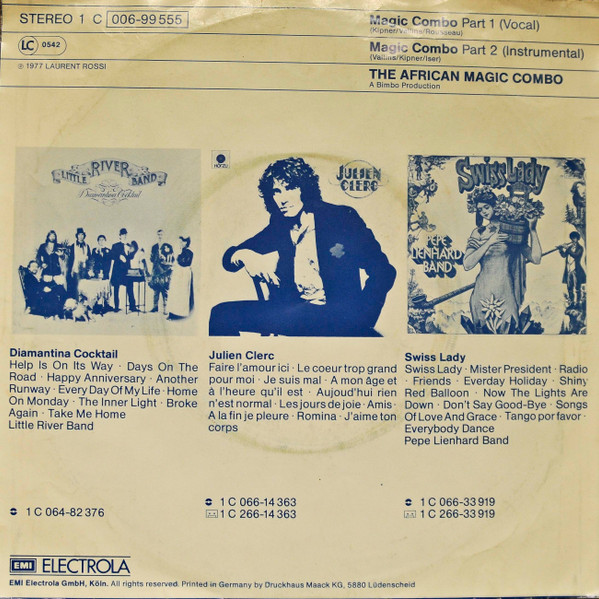 STEREO 1 C 006-99 555
LC 0542
℗ 1977 LAURENT ROSSI
Magic Combo Part 1 (Vocal)
(Kipner/Vallins/Rousseau)
Magic Combo Part 2 (Instrumental)
(Vallins/Kipner/Iser)
THE AFRICAN MAGIC COMBO
A Bimbo Production
LITTLE RIVER BAND
Diamantina Cocktail
HÖRZU
JULIEN
CLERC
Swiss Lady
PEPE
LIENHARD
BAND
Diamantina Cocktail
Help Is On Its Way · Days On The
Road · Happy Anniversary · Another
Runway · Every Day Of My Life · Home
On Monday · The Inner Light · Broke
Again · Take Me Home
Little River Band
1 C 064-82 376
Julien Clerc
Faire l'amour ici · Le coeur trop grand
pour moi · Je suis mal · A mon âge et
à l'heure qu'il est · Aujoud'hui rien
n'est normal · Les jours de joie · Amis ·
A la fin je pleure · Romina · J'aime ton
corps
1 C 066-14 363
1 C 266-14 363
Swiss Lady
Swiss Lady · Mister President · Radio
· Friends · Everday Holiday · Shiny
Red Balloon · Now The Lights Are
Down · Don't Say Good-Bye · Songs
Of Love And Grace · Tango por favor ·
Everybody Dance
Pepe Lienhard Band
1 C 066-33 919
1 C 266-33 919
EMI ELECTROLA
EMI Electrola GmbH, Köln. All rights reserved. Printed in Germany by Druckhaus Maack KG, 5880 Lüdenscheid